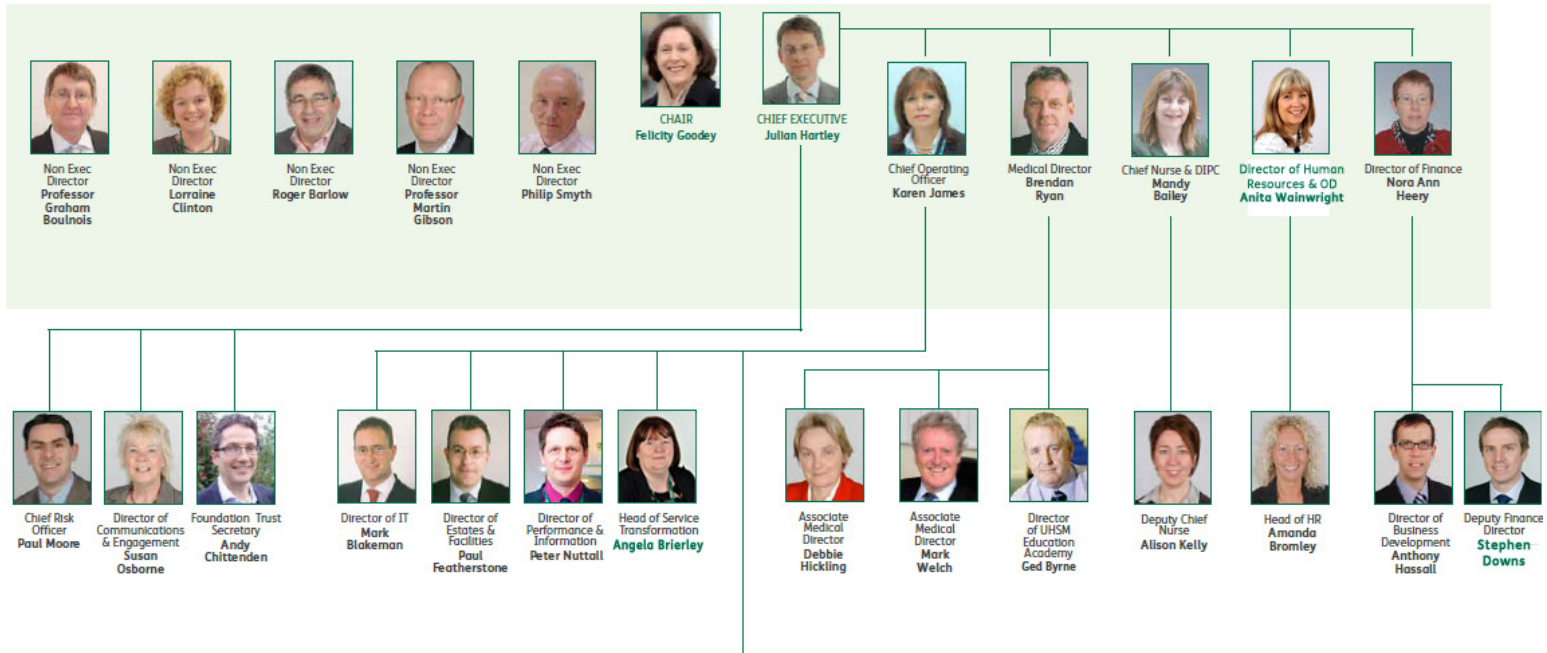 CHAIR
Felicity Goodey
CHIEF EXECUTIVE
Julian Hartley
Non Exec
Director
Professor
Graham
Boulnois
Non Exec
Director
Lorraine
Clinton
Non Exec
Director
Roger Barlow
Non Exec
Director
Professor
Martin
Gibson
Non Exec
Director
Philip Smyth
Chief Operating
Officer
Karen James
Medical Director
Brendan
Ryan
Chief Nurse & DIPC
Mandy
Bailey
Director of Human
Resources & OD
Anita Wainwright
Director of Finance
Nora Ann
Heery
Chief Risk
Officer
Paul Moore
Director of
Communications
& Engagement
Susan
Osborne
Foundation Trust
Secretary
Andy
Chittenden
Director of IT
Mark
Blakeman
Director of
Estates &
Facilities
Paul
Featherstone
Director of
Performance &
Information
Peter Nuttall
Head of Service
Transformation
Angela Brierley
Associate
Medical
Director
Debbie
Hickling
Associate
Medical
Director
Mark
Welch
Director
of UHSM
Education
Academy
Ged Byrne
Deputy Chief
Nurse
Alison Kelly
Head of HR
Amanda
Bromley
Director of
Business
Development
Anthony
Hassall
Deputy Finance
Director
Stephen
Downs